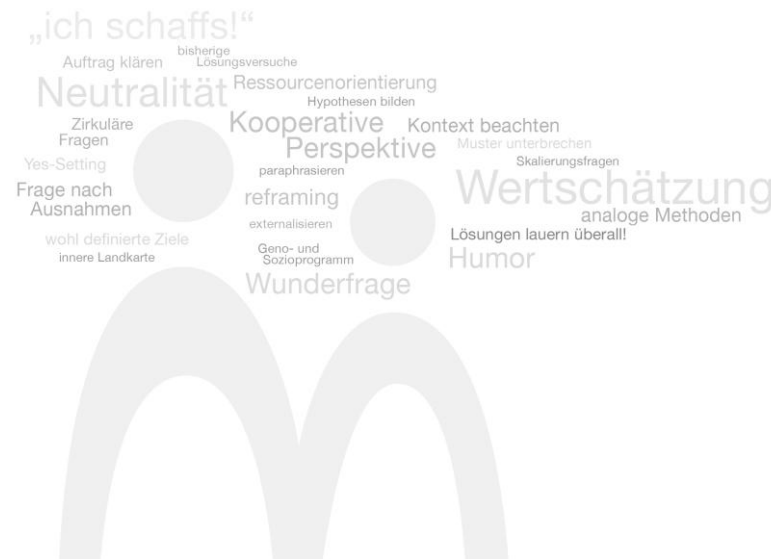 „ich schaffs!“
bisherige
Auftrag klären
Lösungsversuche
Neutralität
Ressourcenorientierung
Hypothesen bilden
Zirkuläre
Fragen
Kooperative
Perspektive
Kontext beachten
Muster unterbrechen
Yes-Setting
paraphrasieren
Skalierungsfragen
Frage nach
Ausnahmen
reframing
Wertschätzung
analoge Methoden
externalisieren
wohl definierte Ziele
Lösungen lauern überall!
innere Landkarte
Geno- und
Sozioprogramm
Humor
Wunderfrage